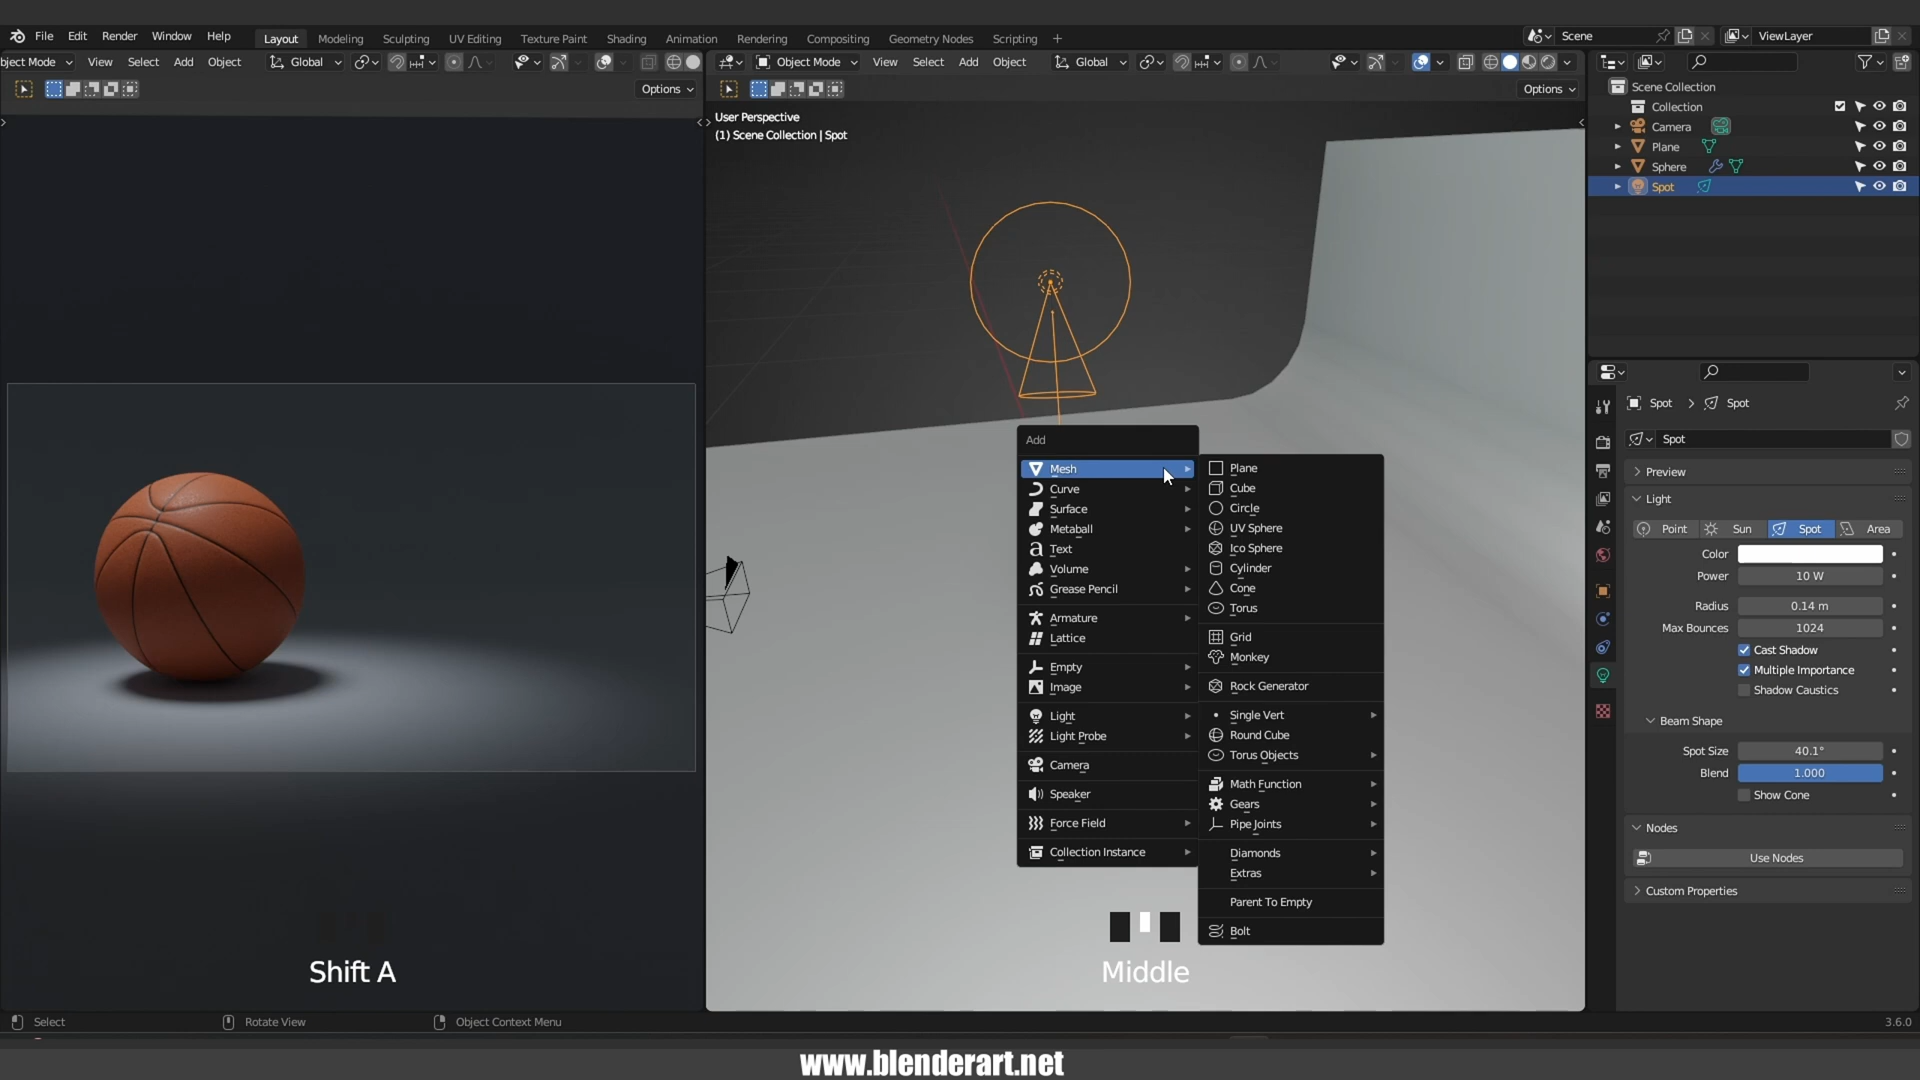 File Edit Render Window Help Layout Modeling Sculpting UV Editing Texture Paint Shading Animation Rendering Compositing Geometry Nodes Scripting + Scene ViewLayer
bject Mode View Select Add Object Global Object Mode View Select Add Object Global
Options Options
User Perspective
(1) Scene Collection | Spot
Scene Collection
Collection
Camera
Plane
Sphere
Spot
Spot > Spot
Spot
Preview
Light
Point Sun Spot Area
Color
Power 10 W
Radius 0.14 m
Max Bounces 1024
Cast Shadow
Multiple Importance
Shadow Caustics
Beam Shape
Spot Size 40.1°
Blend 1.000
Show Cone
Nodes
Use Nodes
Custom Properties
Add
Mesh
Curve
Surface
Metaball
Text
Volume
Grease Pencil
Armature
Lattice
Empty
Image
Light
Light Probe
Camera
Speaker
Force Field
Collection Instance
Plane
Cube
Circle
UV Sphere
Ico Sphere
Cylinder
Cone
Torus
Grid
Monkey
Rock Generator
Single Vert
Round Cube
Torus Objects
Math Function
Gears
Pipe Joints
Diamonds
Extras
Parent To Empty
Bolt
Shift A
Middle
Select Rotate View Object Context Menu 3.6.0
www.blenderart.net